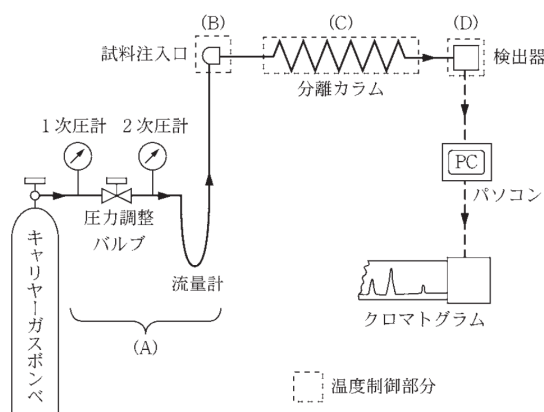 (B)
(C)
(D)
試料注入口
検出器
分離カラム
1次圧計
2次圧計
PC
パソコン
圧力調整
バルブ
流量計
キャリヤーガスボンベ
(A)
クロマトグラム
温度制御部分